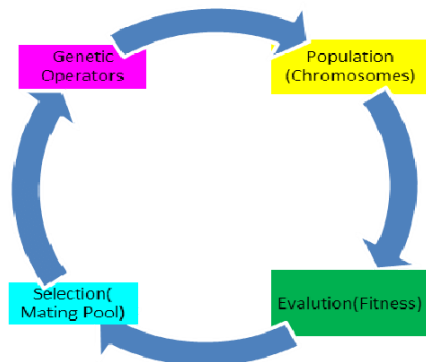 Genetic
Operators
Population
(Chromosomes)
Selection(
Mating Pool)
Evalution(Fitness)